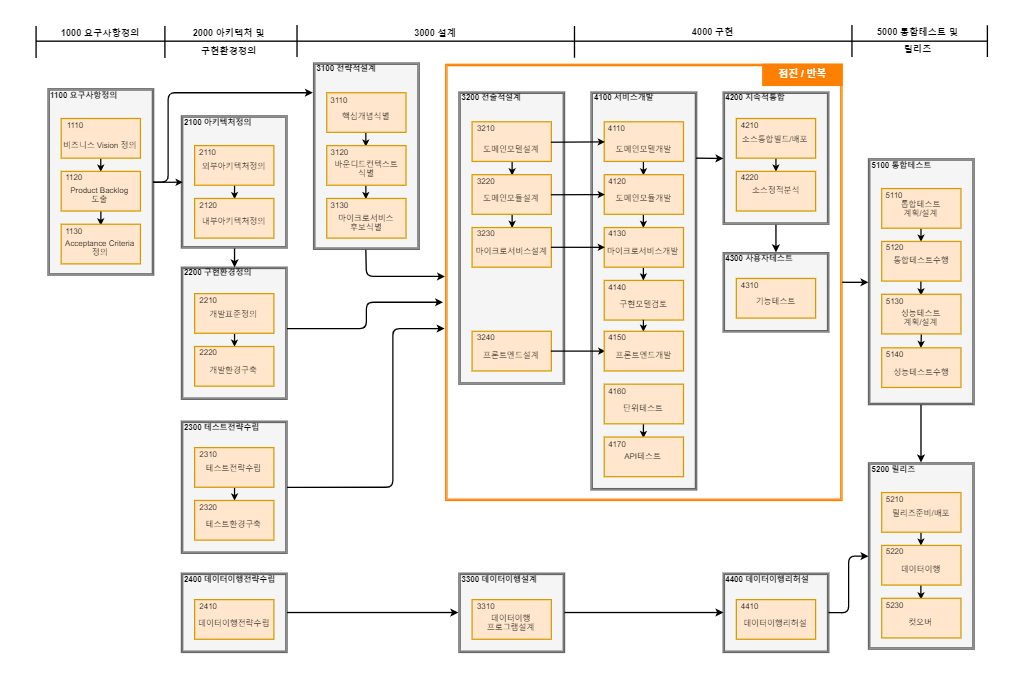 1000 요구사항정의
2000 아키텍처 및
구현환경정의
3000 설계
4000 구현
5000 통합테스트 및
릴리즈
1100 요구사항정의
1110
비즈니스 Vision 정의
1120
Product Backlog
도출
1130
Acceptance Criteria
정의
2100 아키텍처정의
2110
외부아키텍처정의
2120
내부아키텍처정의
2200 구현환경정의
2210
개발표준정의
2220
개발환경구축
2300 테스트전략수립
2310
테스트전략수립
2320
테스트환경구축
2400 데이터이행전략수립
2410
데이터이행전략수립
3100 전략적설계
3110
핵심개념식별
3120
바운디드컨텍스트
식별
3130
마이크로서비스
후보식별
점진 / 반복
3200 전술적설계
3210
도메인모델설계
3220
도메인모듈설계
3230
마이크로서비스설계
3240
프론트엔드설계
3300 데이터이행설계
3310
데이터이행
프로그램설계
4100 서비스개발
4110
도메인모델개발
4120
도메인모듈개발
4130
마이크로서비스개발
4140
구현모델검토
4150
프론트엔드개발
4160
단위테스트
4170
API테스트
4200 지속적통합
4210
소스통합빌드/배포
4220
소스정적분석
4300 사용자테스트
4310
기능테스트
4400 데이터이행리허설
4410
데이터이행리허설
5100 통합테스트
5110
통합테스트
계획/설계
5120
통합테스트수행
5130
성능테스트
계획/설계
5140
성능테스트수행
5200 릴리즈
5210
릴리즈준비/배포
5220
데이터이행
5230
컷오버